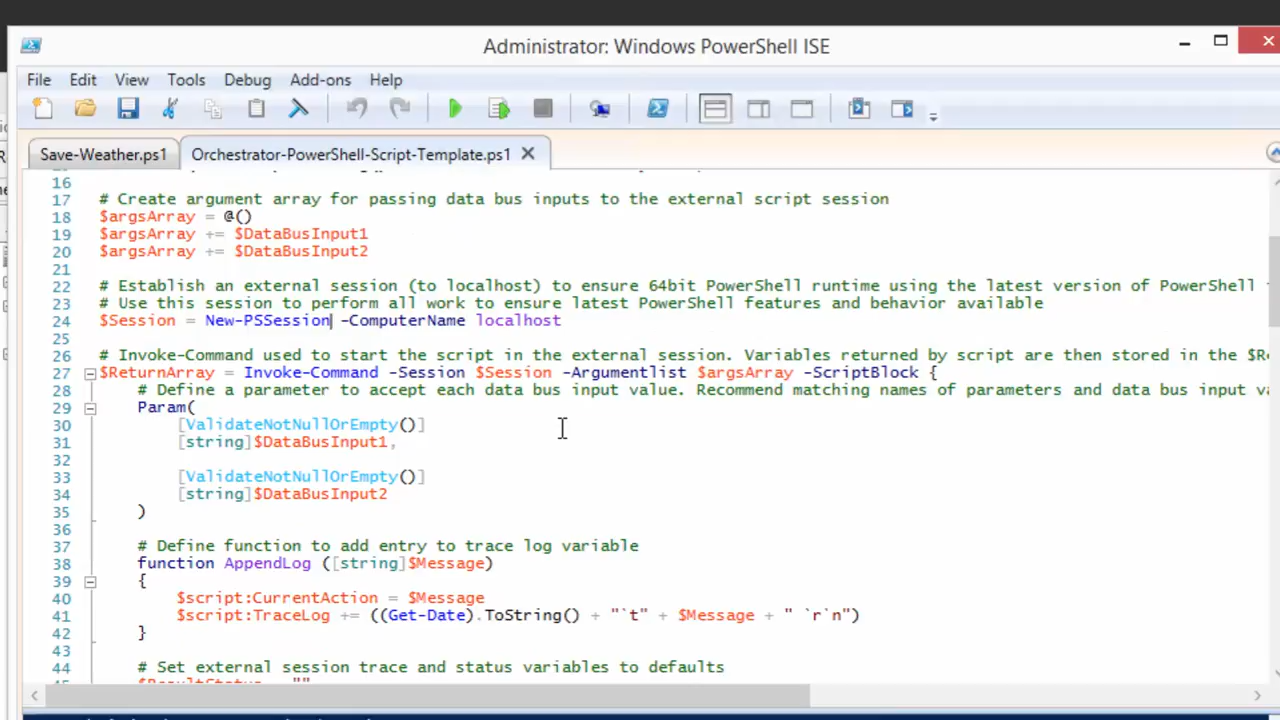 Administrator: Windows PowerShell ISE
File Edit View Tools Debug Add-ons Help
Save-Weather.ps1 Orchestrator-PowerShell-Script-Template.ps1
16
17 # Create argument array for passing data bus inputs to the external script session
18 $argsArray = @()
19 $argsArray += $DataBusInput1
20 $argsArray += $DataBusInput2
21
22 # Establish an external session (to localhost) to ensure 64bit PowerShell runtime using the latest version of PowerShell
23 # Use this session to perform all work to ensure latest PowerShell features and behavior available
24 $Session = New-PSSession -ComputerName localhost
25
26 # Invoke-Command used to start the script in the external session. Variables returned by script are then stored in the $Re
27 $ReturnArray = Invoke-Command -Session $Session -Argumentlist $argsArray -ScriptBlock {
28 # Define a parameter to accept each data bus input value. Recommend matching names of parameters and data bus input va
29 Param(
30 [ValidateNotNullOrEmpty()]
31 [string]$DataBusInput1,
32
33 [ValidateNotNullOrEmpty()]
34 [string]$DataBusInput2
35 )
36
37 # Define function to add entry to trace log variable
38 function AppendLog ([string]$Message)
39 {
40 $script:CurrentAction = $Message
41 $script:TraceLog += ((Get-Date).ToString() + "`t" + $Message + " `r`n")
42 }
43
44 # Set external session trace and status variables to defaults